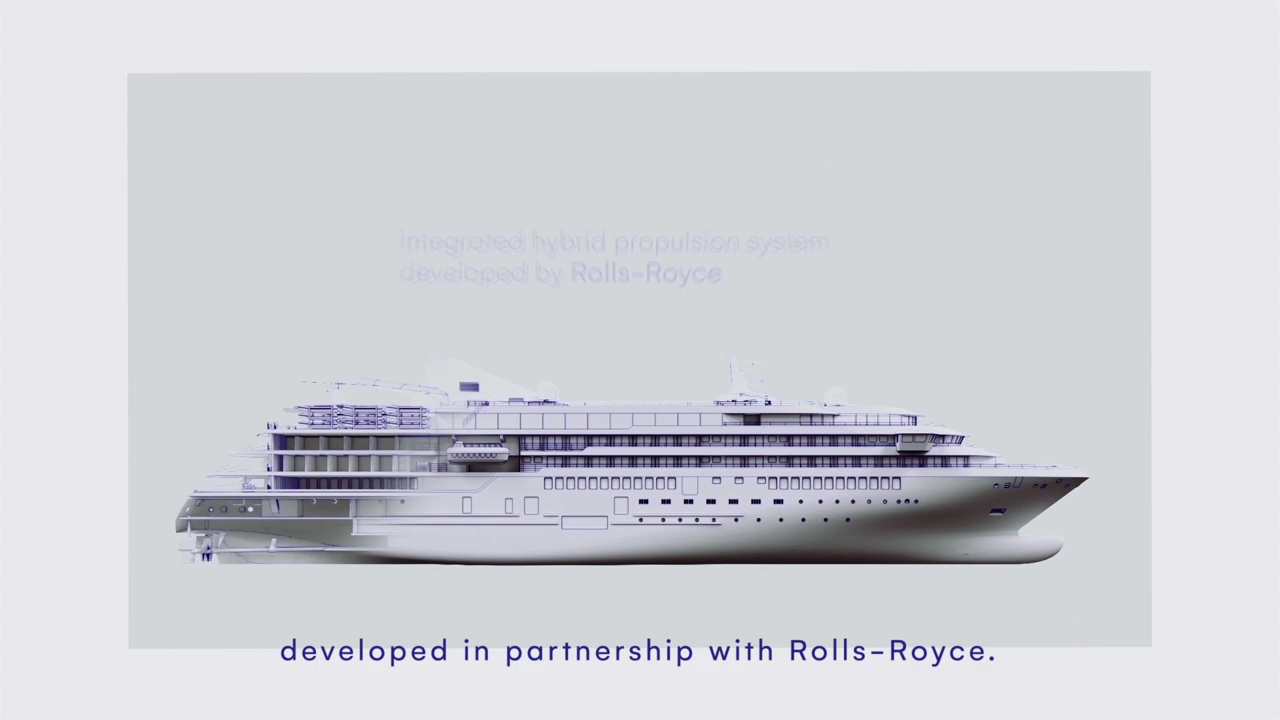 Integrated hybrid propulsion system
developed by Rolls-Royce
developed in partnership with Rolls-Royce.